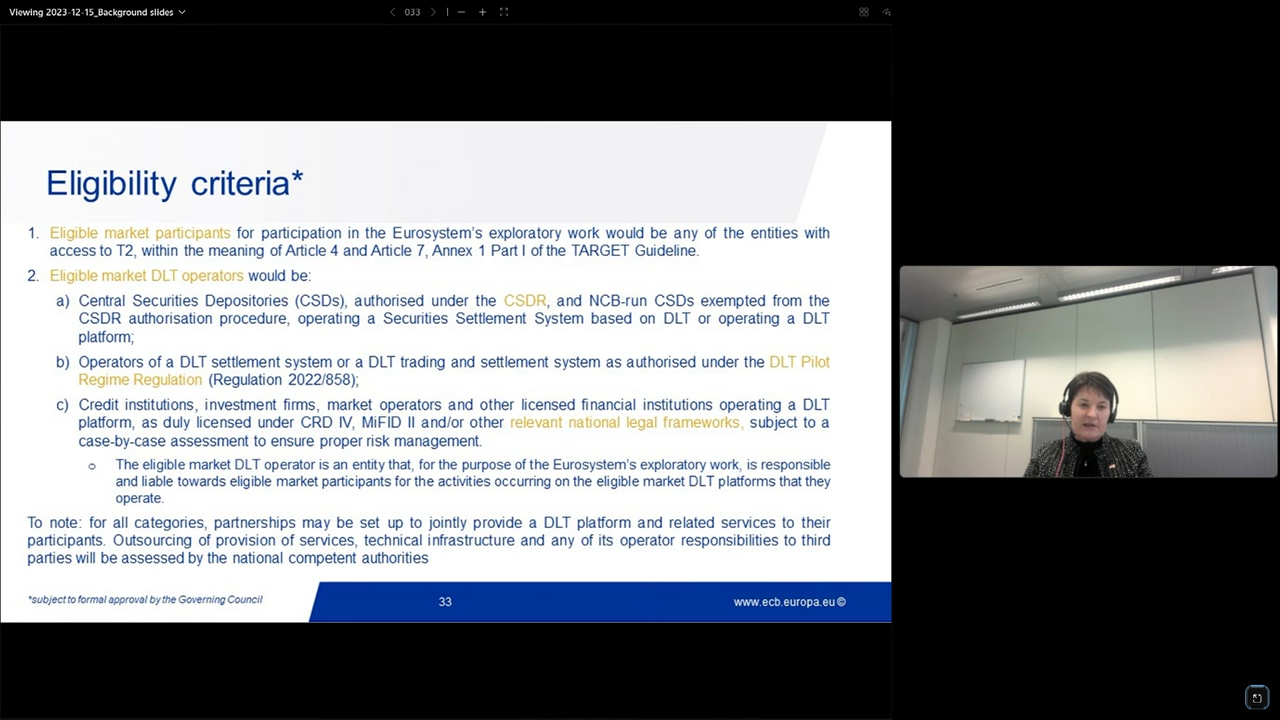 Viewing 2023-12-15_Background slides
033
Eligibility criteria*
1. Eligible market participants for participation in the Eurosystem's exploratory work would be any of the entities with
access to T2, within the meaning of Article 4 and Article 7, Annex 1 Part I of the TARGET Guideline.
2. Eligible market DLT operators would be:
a) Central Securities Depositories (CSDs), authorised under the CSDR, and NCB-run CSDs exempted from the
CSDR authorisation procedure, operating a Securities Settlement System based on DLT or operating a DLT
platform;
b) Operators of a DLT settlement system or a DLT trading and settlement system as authorised under the DLT Pilot
Regime Regulation (Regulation 2022/858);
c) Credit institutions, investment firms, market operators and other licensed financial institutions operating a DLT
platform, as duly licensed under CRD IV, MiFID II and/or other relevant national legal frameworks, subject to a
case-by-case assessment to ensure proper risk management.
o The eligible market DLT operator is an entity that, for the purpose of the Eurosystem's exploratory work, is responsible
and liable towards eligible market participants for the activities occurring on the eligible market DLT platforms that they
operate.
To note: for all categories, partnerships may be set up to jointly provide a DLT platform and related services to their
participants. Outsourcing of provision of services, technical infrastructure and any of its operator responsibilities to third
parties will be assessed by the national competent authorities
*subject to formal approval by the Governing Council
33
www.ecb.europa.eu ©